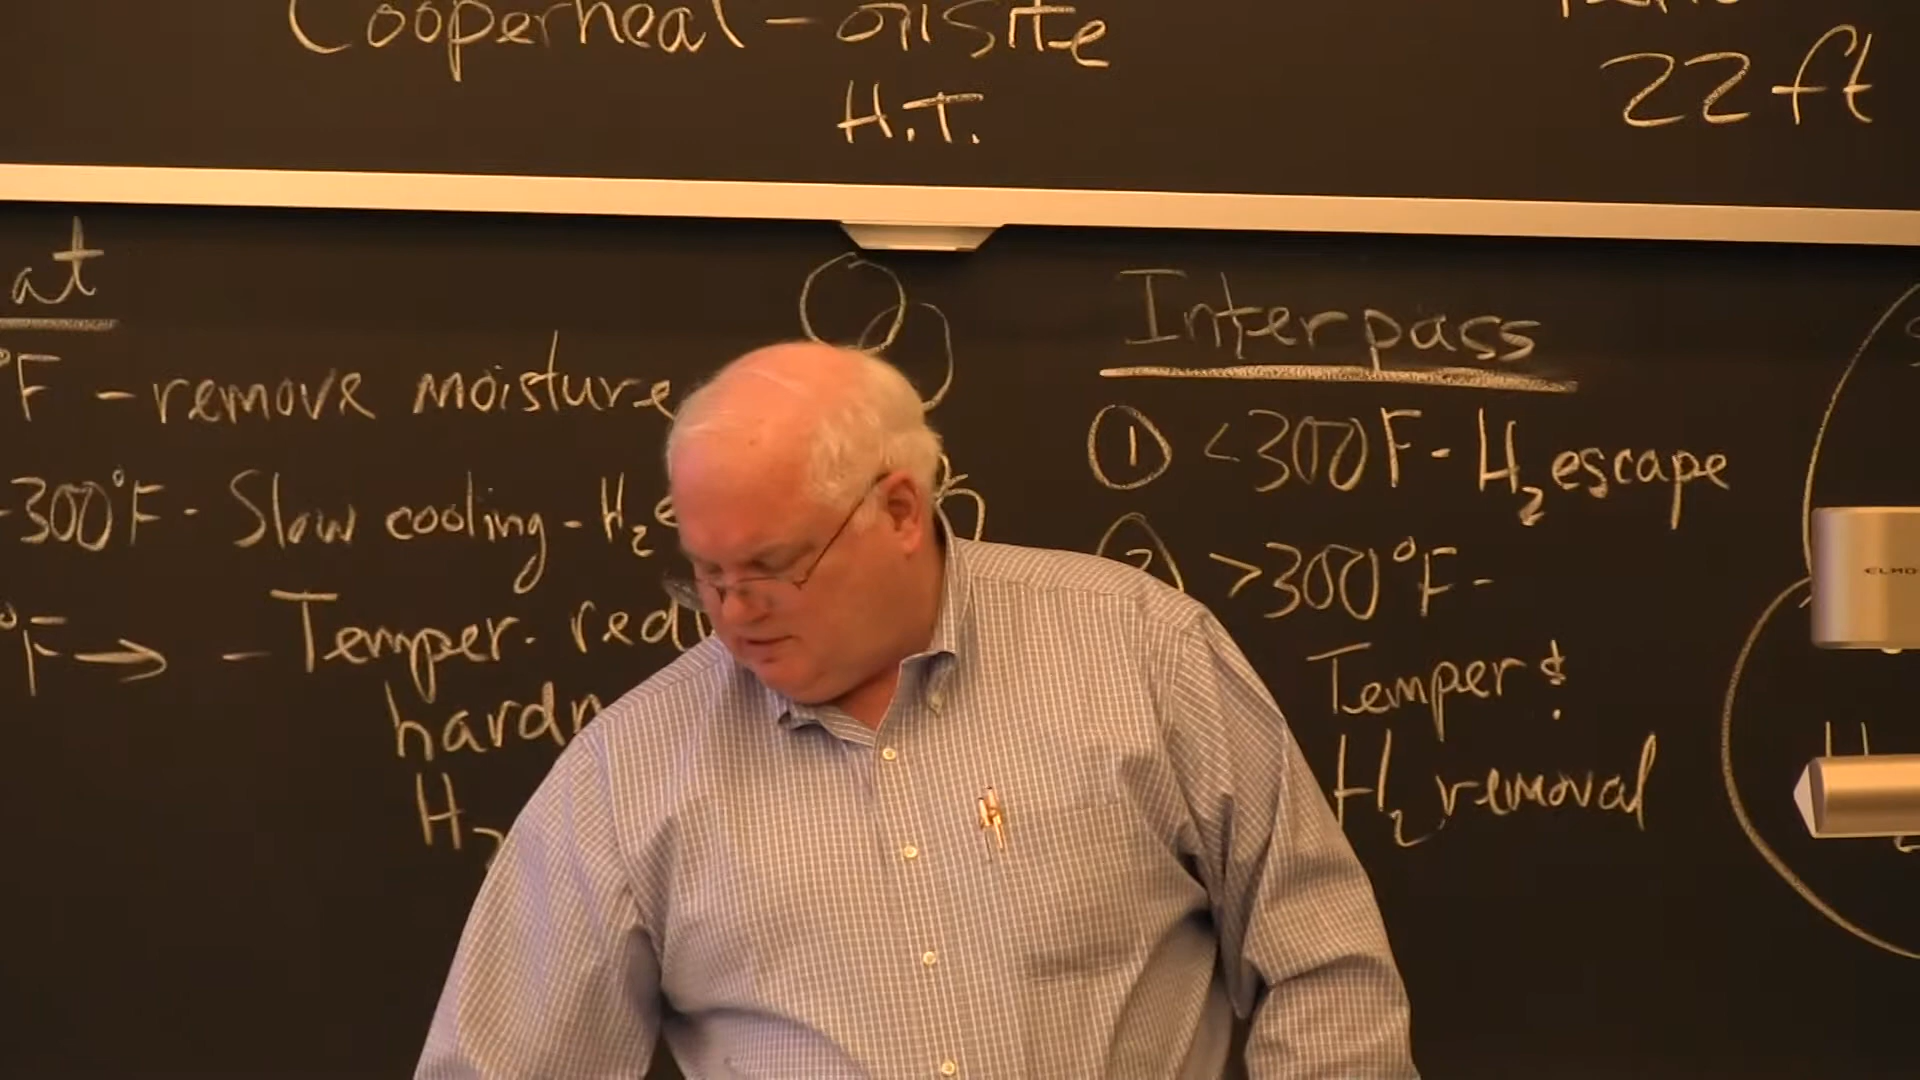 Cooperheat - onsite
H.T.
22 ft
at
°F - remove moisture
-300°F - Slow cooling - H₂
°F → - Temper. red
hardn
H₂
Interpass
① <300F - H₂ escape
② >300°F -
Temper &
H₂ removal
ELMO
H